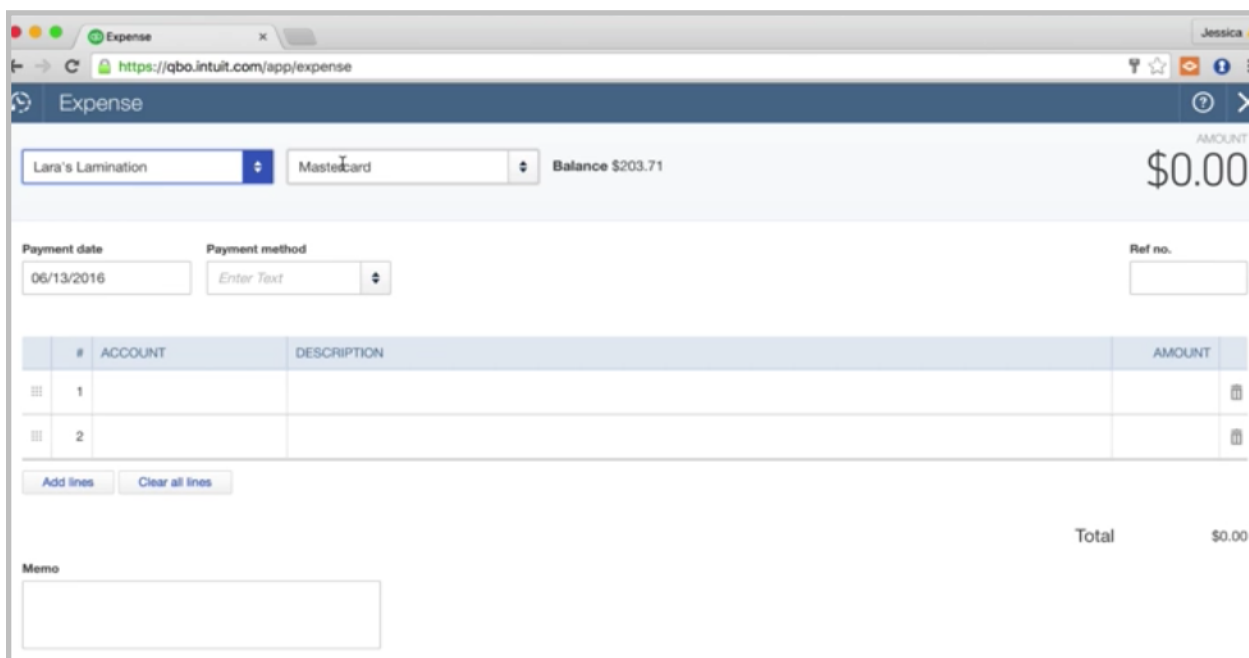 Expense
Jessica
https://qbo.intuit.com/app/expense
Expense
AMOUNT
Lara's Lamination
Mastercard
Balance $203.71
$0.00
Payment date
Payment method
Ref no.
06/13/2016
Enter Text
# ACCOUNT DESCRIPTION AMOUNT
1
2
Add lines
Clear all lines
Total $0.00
Memo